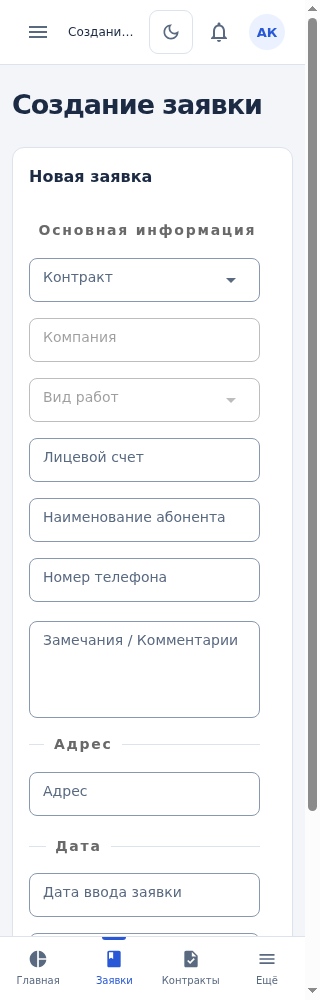 Создани...
АК
Создание заявки
Новая заявка
Основная информация
Контракт
Компания
Вид работ
Лицевой счет
Наименование абонента
Номер телефона
Замечания / Комментарии
Адрес
Адрес
Дата
Дата ввода заявки
Главная
Заявки
Контракты
Ещё